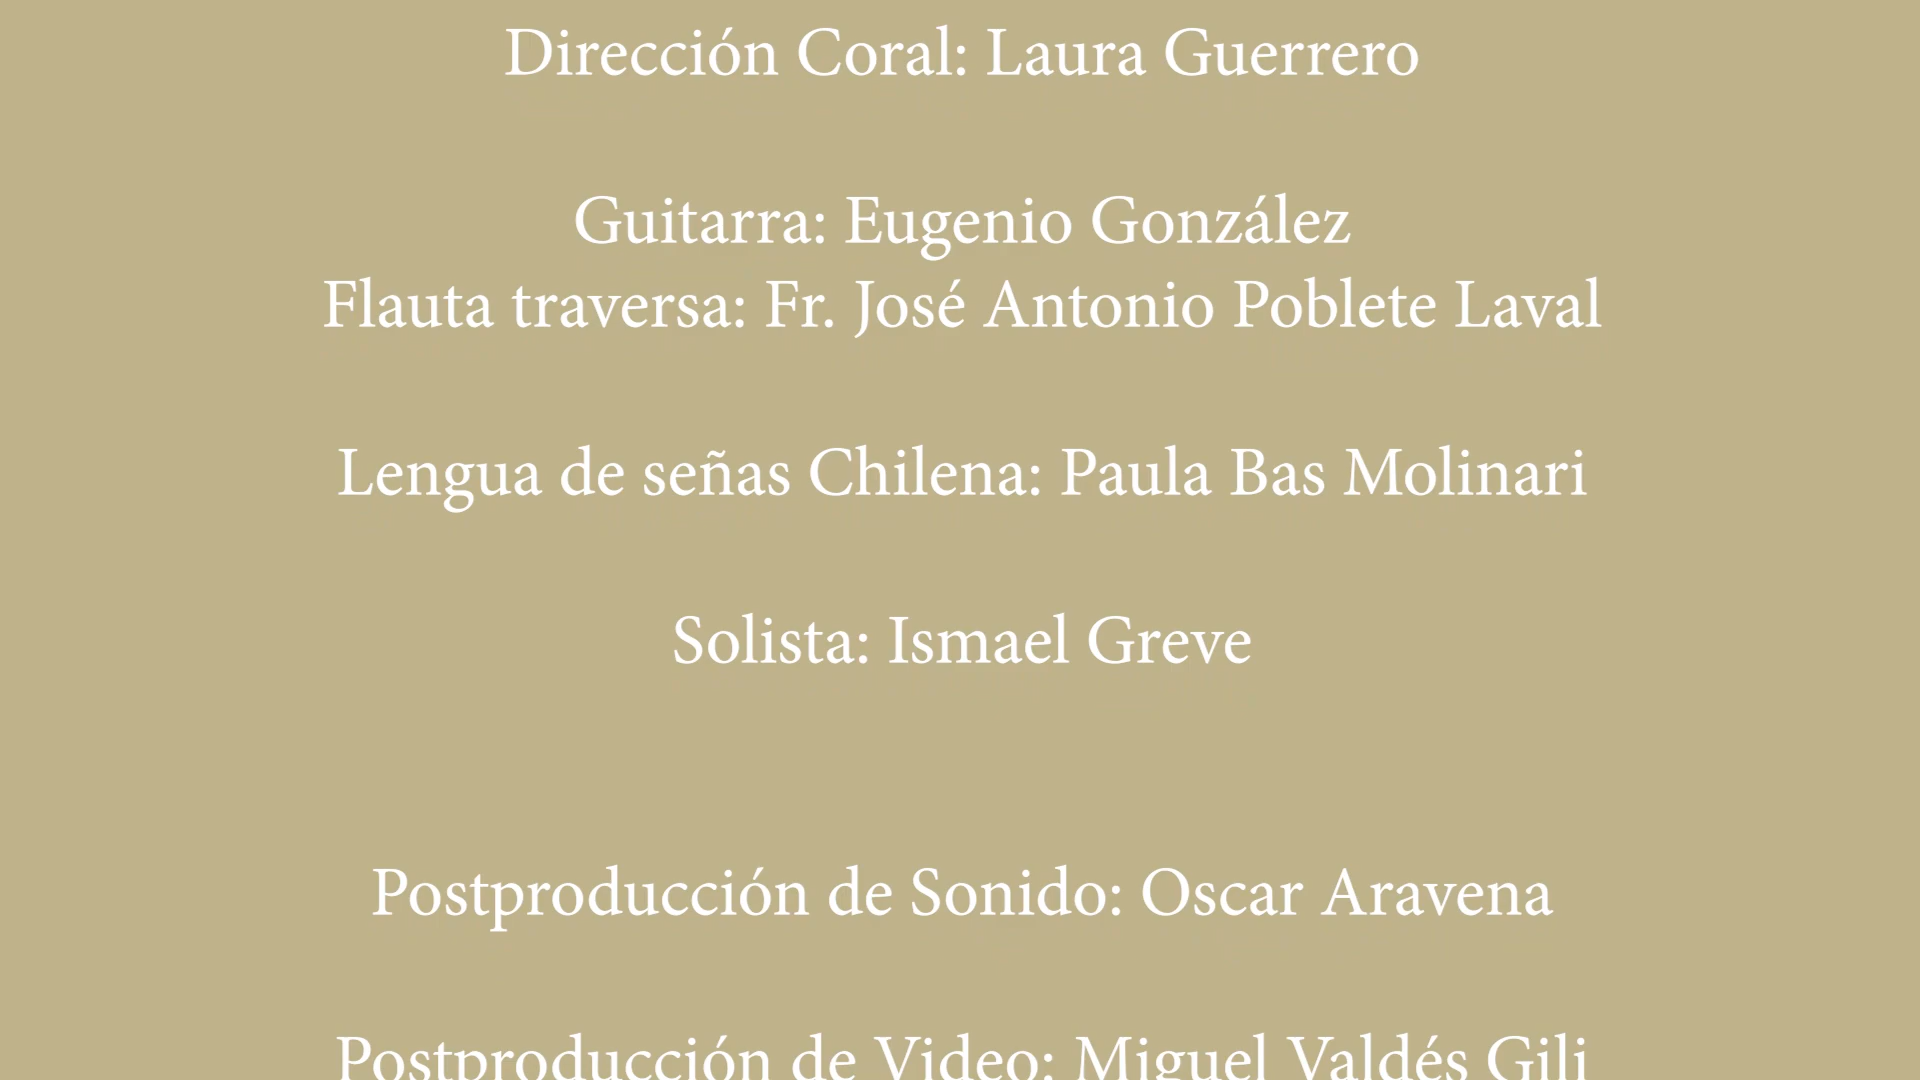 Dirección Coral: Laura Guerrero
Guitarra: Eugenio González
Flauta traversa: Fr. José Antonio Poblete Laval
Lengua de señas Chilena: Paula Bas Molinari
Solista: Ismael Greve
Postproducción de Sonido: Oscar Aravena
Postproducción de Video: Miguel Valdés Gili